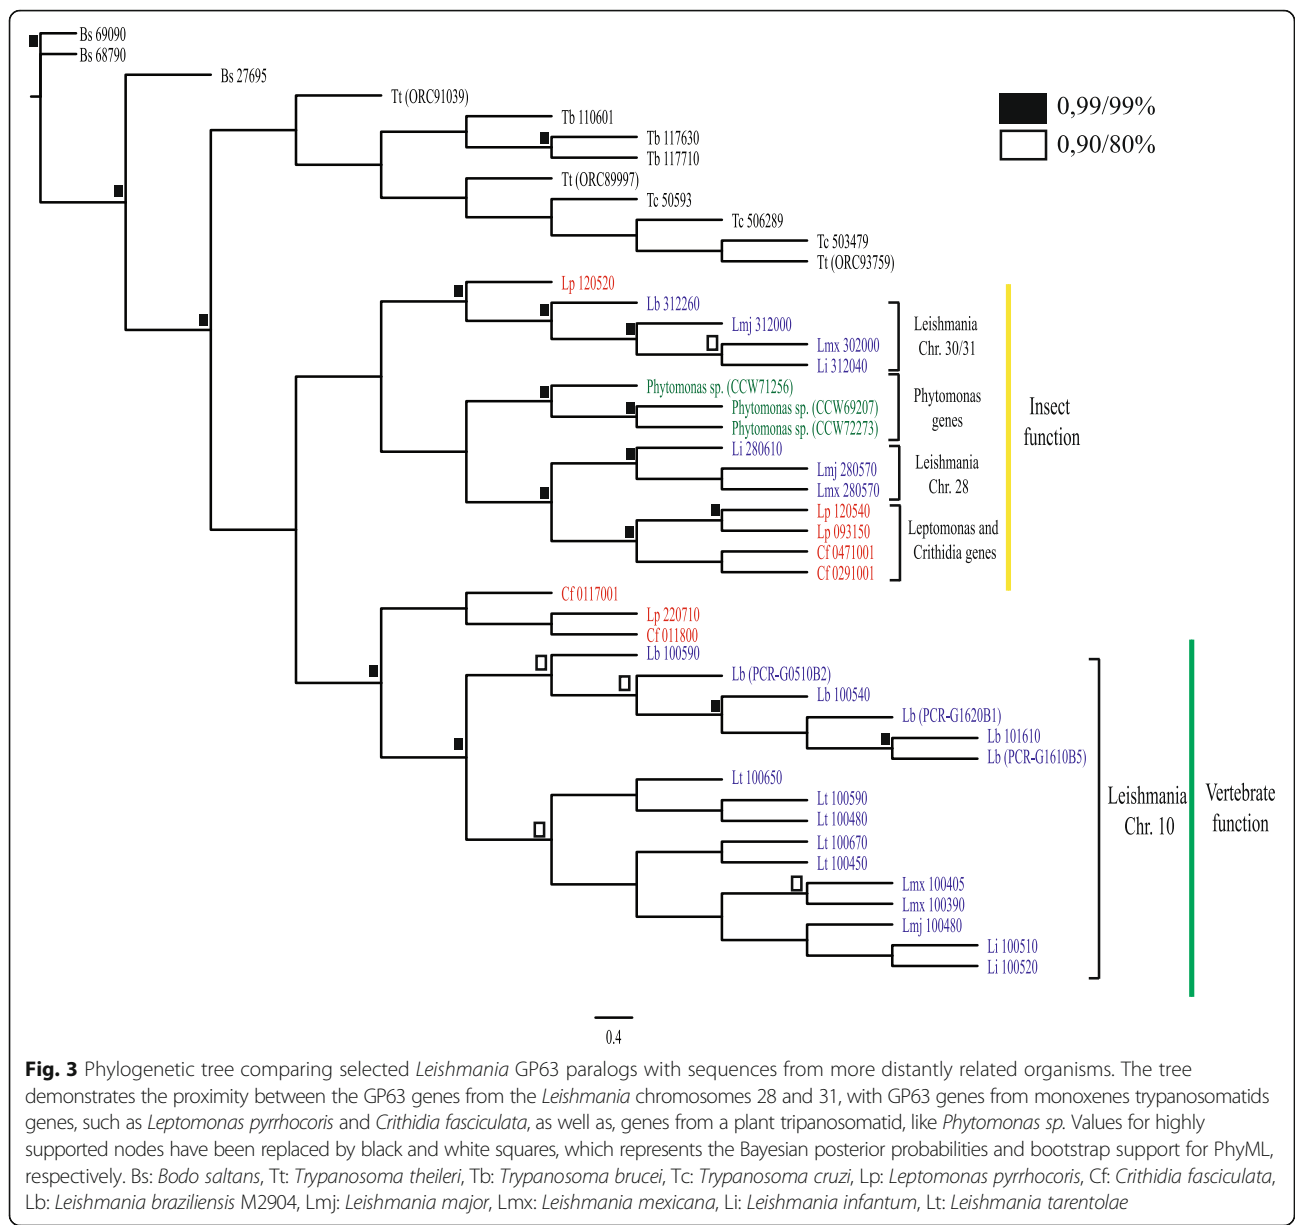 Bs 69090
Bs 68790
Bs 27695
Tt (ORC91039)
0,99/99%
Tb 110601
Tb 117630
0,90/80%
Tb 117710
Tt (ORC89997)
Tc 50593
Tc 506289
Tc 503479
Tt (ORC93759)
Lp 120520
Lb 312260
Lmj 312000
Lmx 302000
Li 312040
Leishmania
Chr. 30/31
Phytomonas sp. (CCW71256)
Phytomonas sp. (CCW69207)
Phytomonas sp. (CCW72273)
Phytomonas
genes
Insect
function
Li 280610
Lmj 280570
Lmx 280570
Leishmania
Chr. 28
Lp 120540
Lp 093150
Cf 0471001
Cf 0291001
Leptomonas and
Crithidia genes
Cf 0117001
Lp 220710
Cf 011800
Lb 100590
Lb (PCR-G0510B2)
Lb 100540
Lb (PCR-G1620B1)
Lb 101610
Lb (PCR-G1610B5)
Lt 100650
Lt 100590
Lt 100480
Lt 100670
Lt 100450
Leishmania
Chr. 10
Vertebrate
function
Lmx 100405
Lmx 100390
Lmj 100480
Li 100510
Li 100520
0.4
Fig. 3 Phylogenetic tree comparing selected Leishmania GP63 paralogs with sequences from more distantly related organisms. The tree
demonstrates the proximity between the GP63 genes from the Leishmania chromosomes 28 and 31, with GP63 genes from monoxenes trypanosomatids
genes, such as Leptomonas pyrrhocoris and Crithidia fasciculata, as well as, genes from a plant tripanosomatid, like Phytomonas sp. Values for highly
supported nodes have been replaced by black and white squares, which represents the Bayesian posterior probabilities and bootstrap support for PhyML,
respectively. Bs: Bodo saltans, Tt: Trypanosoma theileri, Tb: Trypanosoma brucei, Tc: Trypanosoma cruzi, Lp: Leptomonas pyrrhocoris, Cf: Crithidia fasciculata,
Lb: Leishmania braziliensis M2904, Lmj: Leishmania major, Lmx: Leishmania mexicana, Li: Leishmania infantum, Lt: Leishmania tarentolae